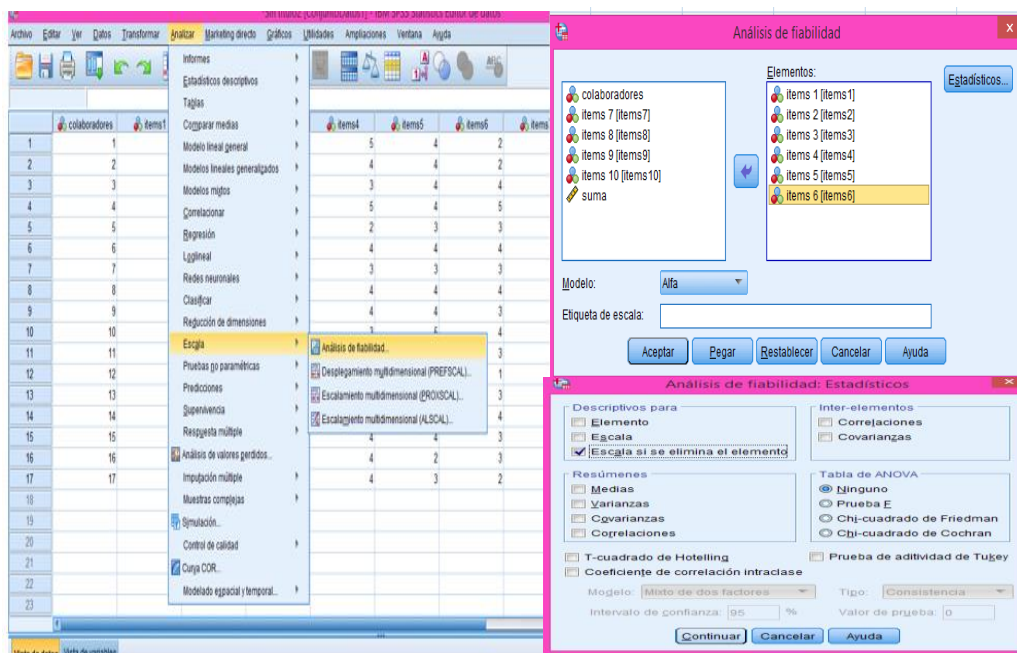 *Sin título2 [ConjuntoDatos1] - IBM SPSS Statistics Editor de datos
Archivo Editar Ver Datos Transformar Analizar Marketing directo Gráficos Utilidades Ampliaciones Ventana Ayuda
colaboradores items1 items4 items5 items6 items
1 1 5 4 2
2 2 4 4 2
3 3 3 4 4
4 4 5 4 5
5 5 2 3 3
6 6 4 4 4
7 7 3 3 3
8 8 4 4 4
9 9 4 4 3
10 10 3 5 4
11 11 3
12 12 1
13 13 3
14 14 4
15 15 4 4 3
16 16 4 2 3
17 17 4 3 2
18
19
20
21
22
23
Informes
Estadísticos descriptivos
Tablas
Comparar medias
Modelo lineal general
Modelos lineales generalizados
Modelos mixtos
Correlacionar
Regresión
Loglineal
Redes neuronales
Clasificar
Reducción de dimensiones
Escala
Pruebas no paramétricas
Predicciones
Supervivencia
Respuesta múltiple
Análisis de valores perdidos...
Imputación múltiple
Muestras complejas
Simulación...
Control de calidad
Curva COR...
Modelado espacial y temporal...
Análisis de fiabilidad...
Desplegamiento multidimensional (PREFSCAL)...
Escalamiento multidimensional (PROXSCAL)...
Escalamiento multidimensional (ALSCAL)...
Vista de datos Vista de variables
Análisis de fiabilidad
x
Elementos:
Estadísticos...
colaboradores
items 7 [items7]
items 8 [items8]
items 9 [items9]
items 10 [items10]
suma
items 1 [items1]
items 2 [items2]
items 3 [items3]
items 4 [items4]
items 5 [items5]
items 6 [items6]
Modelo: Alfa
Etiqueta de escala:
Aceptar Pegar Restablecer Cancelar Ayuda
Análisis de fiabilidad: Estadísticos
Descriptivos para
Elemento
Escala
Escala si se elimina el elemento
Inter-elementos
Correlaciones
Covarianzas
Resúmenes
Medias
Varianzas
Covarianzas
Correlaciones
Tabla de ANOVA
Ninguno
Prueba F
Chi-cuadrado de Friedman
Chi-cuadrado de Cochran
T-cuadrado de Hotelling Prueba de aditividad de Tukey
Coeficiente de correlación intraclase
Modelo: Mixto de dos factores Tipo: Consistencia
Intervalo de confianza: 95 % Valor de prueba: 0
Continuar Cancelar Ayuda